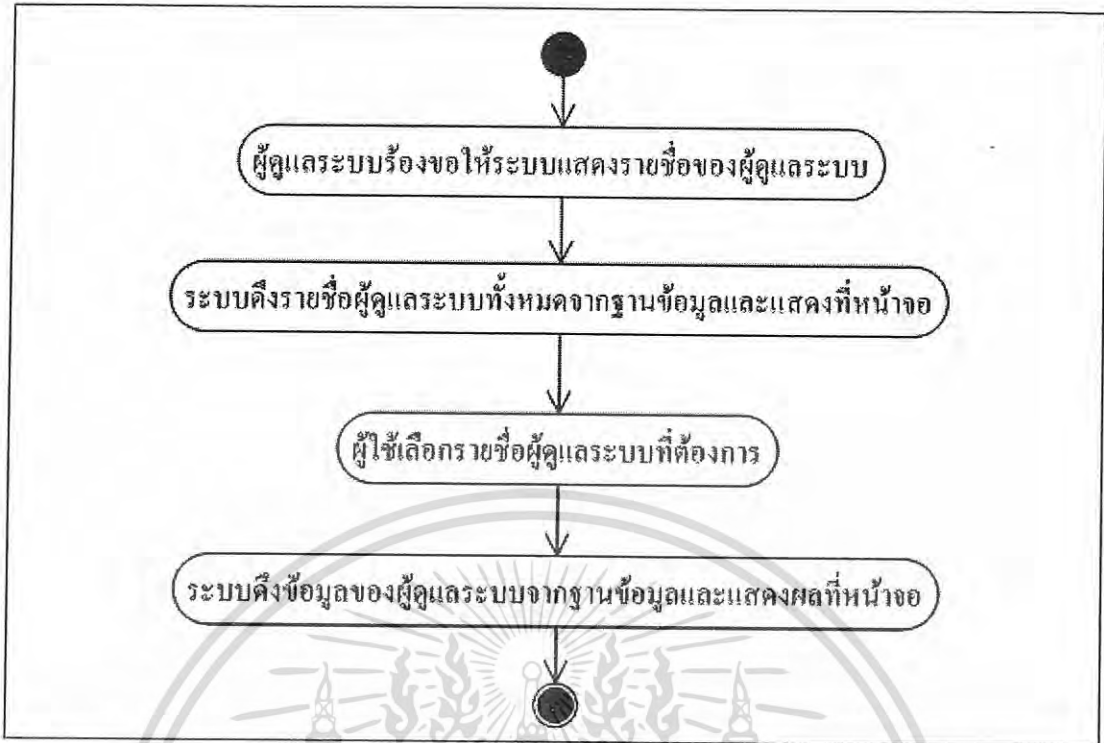 ผู้ดูแลระบบร้องขอให้ระบบแสดงรายชื่อของผู้ดูแลระบบ
ระบบดึงรายชื่อผู้ดูแลระบบทั้งหมดจากฐานข้อมูลและแสดงที่หน้าจอ
ผู้ใช้เลือกรายชื่อผู้ดูแลระบบที่ต้องการ
ระบบดึงข้อมูลของผู้ดูแลระบบจากฐานข้อมูลและแสดงผลที่หน้าจอ